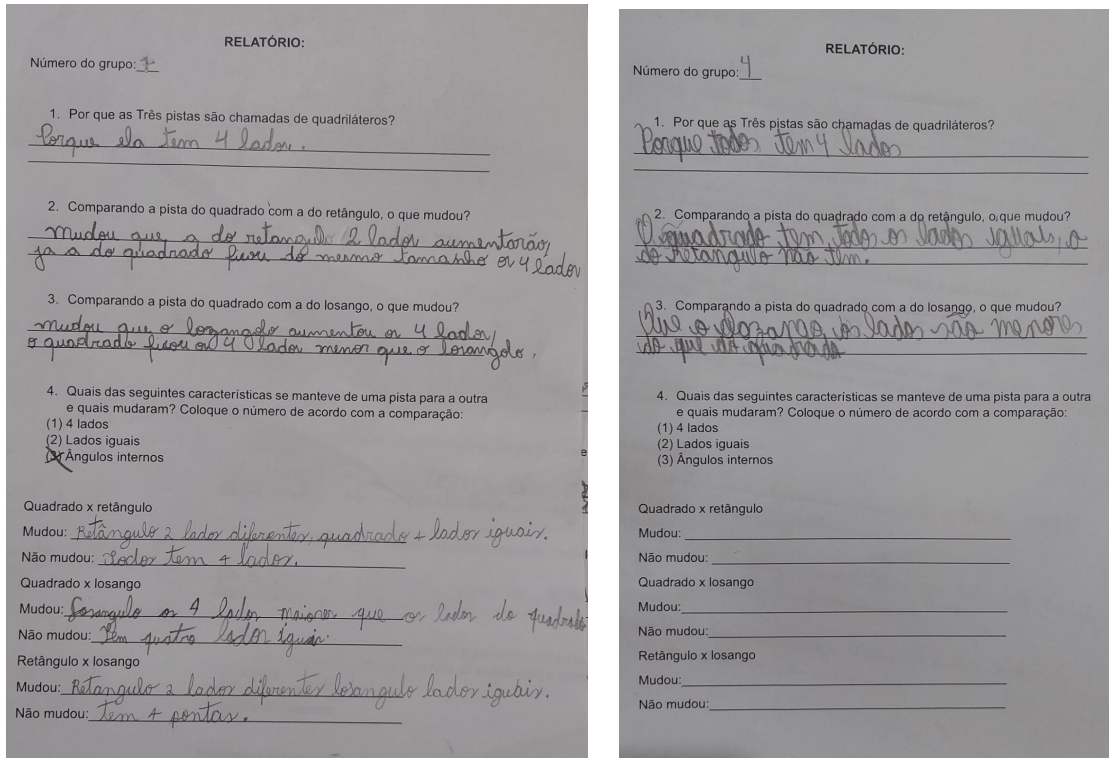 RELATÓRIO:
Número do grupo: 1
1. Por que as Três pistas são chamadas de quadriláteros?
Porque ela tem 4 lados.
2. Comparando a pista do quadrado com a do retângulo, o que mudou?
Mudou que a do retangulo 2 lados aumentorão,
ja a do quadrado ficou do mesmo tamanho os 4 lados
3. Comparando a pista do quadrado com a do losango, o que mudou?
mudou que o lozangolo aumentou os 4 lados,
o quadrado ficou os 4 lados menor que o losangolo,
4. Quais das seguintes características se manteve de uma pista para a outra
e quais mudaram? Coloque o número de acordo com a comparação:
(1) 4 lados
(2) Lados iguais
(3) Ângulos internos
Quadrado x retângulo
Mudou: Retângulo 2 lados diferentes, quadrado 4 lados iguais.
Não mudou: Todos tem 4 lados.
Quadrado x losango
Mudou: Losangulo os 4 lados maiores que os lados do quadrado
Não mudou: Tem quatro lados iguais.
Retângulo x losango
Mudou: Retangulo 2 lados diferentes losangulo lados iguais.
Não mudou: Tem 4 pontas.
RELATÓRIO:
Número do grupo: 4
1. Por que as Três pistas são chamadas de quadriláteros?
Porque todos tem 4 lados
2. Comparando a pista do quadrado com a do retângulo, o que mudou?
O quadrado tem todos os lados iguais, o
do retangulo não têm.
3. Comparando a pista do quadrado com a do losango, o que mudou?
Que o lozango, os lados são menores
do que do quadrado
4. Quais das seguintes características se manteve de uma pista para a outra
e quais mudaram? Coloque o número de acordo com a comparação:
(1) 4 lados
(2) Lados iguais
(3) Ângulos internos
Quadrado x retângulo
Mudou:
Não mudou:
Quadrado x losango
Mudou:
Não mudou:
Retângulo x losango
Mudou:
Não mudou: